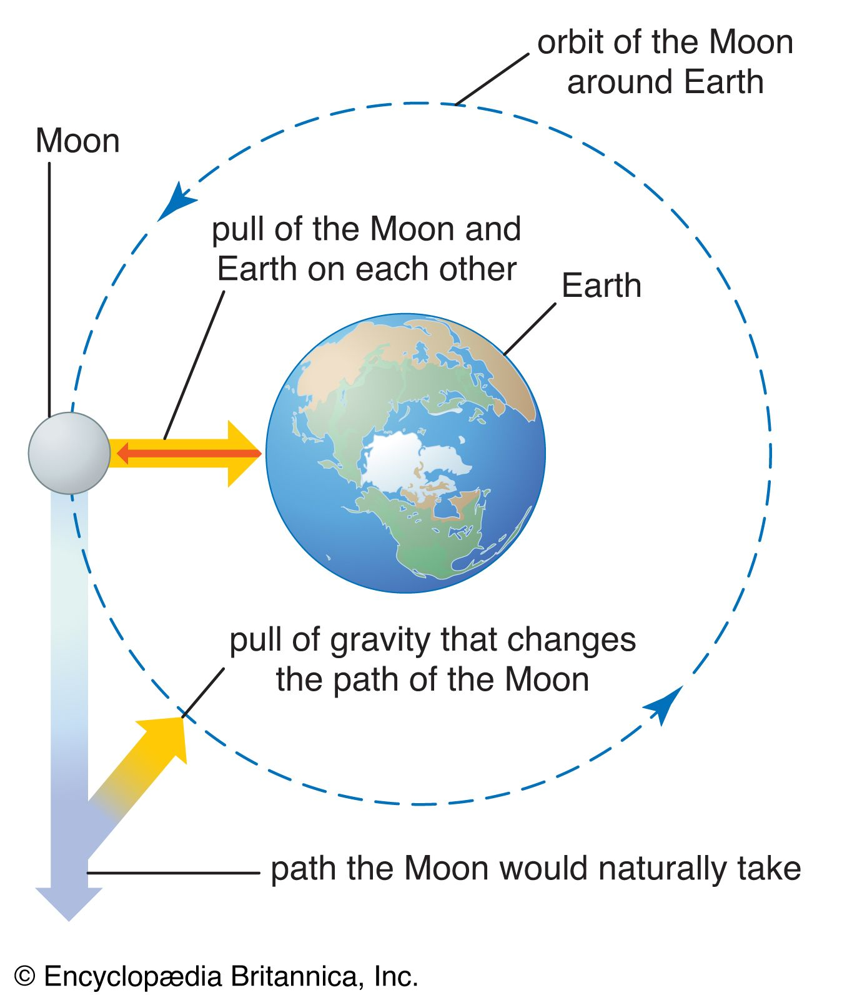 orbit of the Moon
around Earth
Moon
pull of the Moon and
Earth on each other
Earth
pull of gravity that changes
the path of the Moon
path the Moon would naturally take
© Encyclopædia Britannica, Inc.